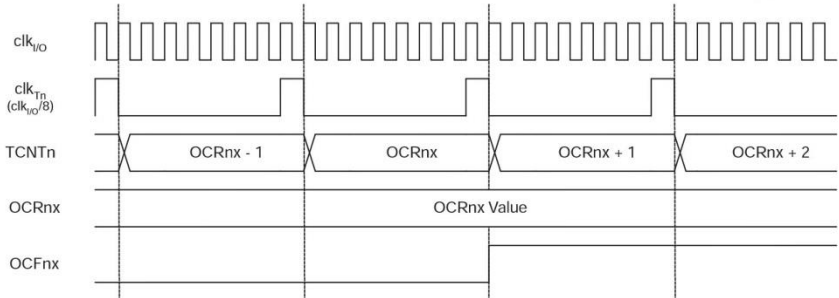 clkI/O
clkTn
(clkI/O/8)
TCNTn OCRnx - 1 OCRnx OCRnx + 1 OCRnx + 2
OCRnx OCRnx Value
OCFnx